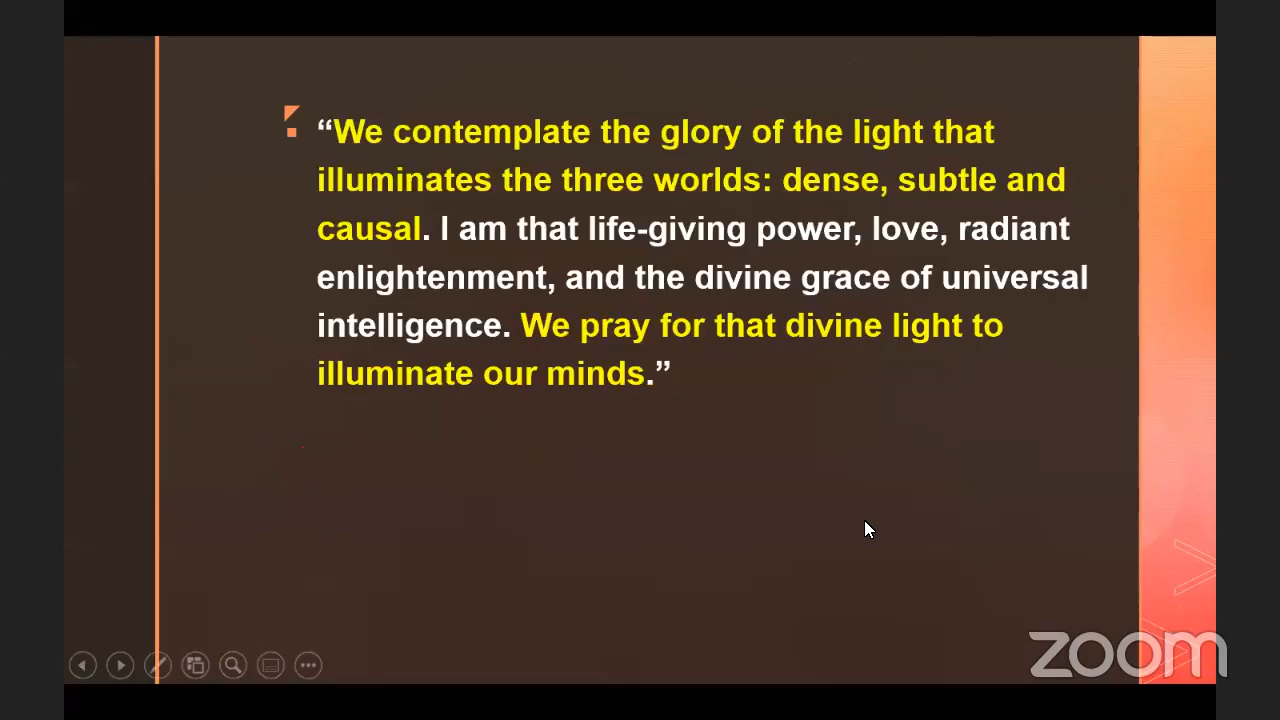 “We contemplate the glory of the light that
illuminates the three worlds: dense, subtle and
causal. I am that life-giving power, love, radiant
enlightenment, and the divine grace of universal
intelligence. We pray for that divine light to
illuminate our minds.”
zoom